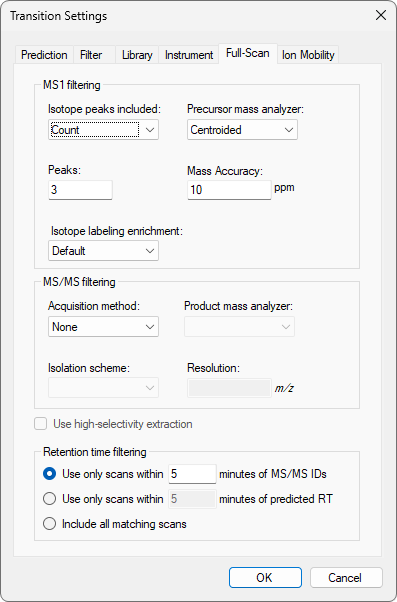 Transition Settings
Prediction Filter Library Instrument Full-Scan Ion Mobility
MS1 filtering
Isotope peaks included: Precursor mass analyzer:
Count Centroided
Peaks: Mass Accuracy:
3 10 ppm
Isotope labeling enrichment:
Default
MS/MS filtering
Acquisition method: Product mass analyzer:
None
Isolation scheme: Resolution:
m/z
Use high-selectivity extraction
Retention time filtering
Use only scans within 5 minutes of MS/MS IDs
Use only scans within 5 minutes of predicted RT
Include all matching scans
OK Cancel